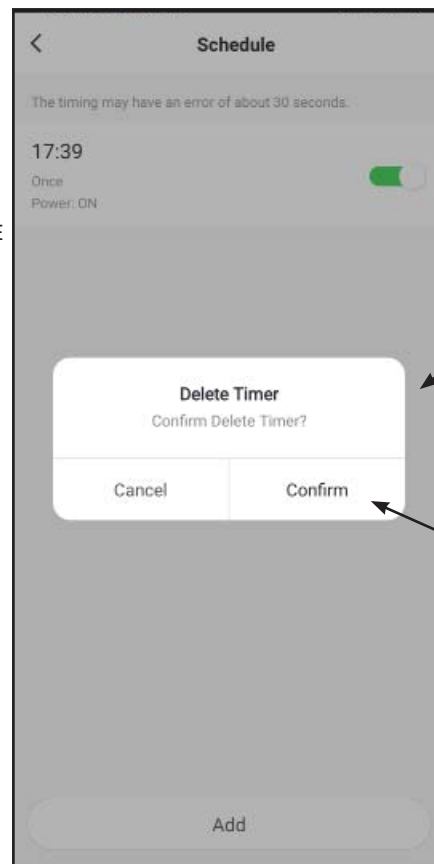 Schedule
The timing may have an error of about 30 seconds.
17:39
Once
Power: ON
E
Delete Timer
Confirm Delete Timer?
Cancel Confirm
Add